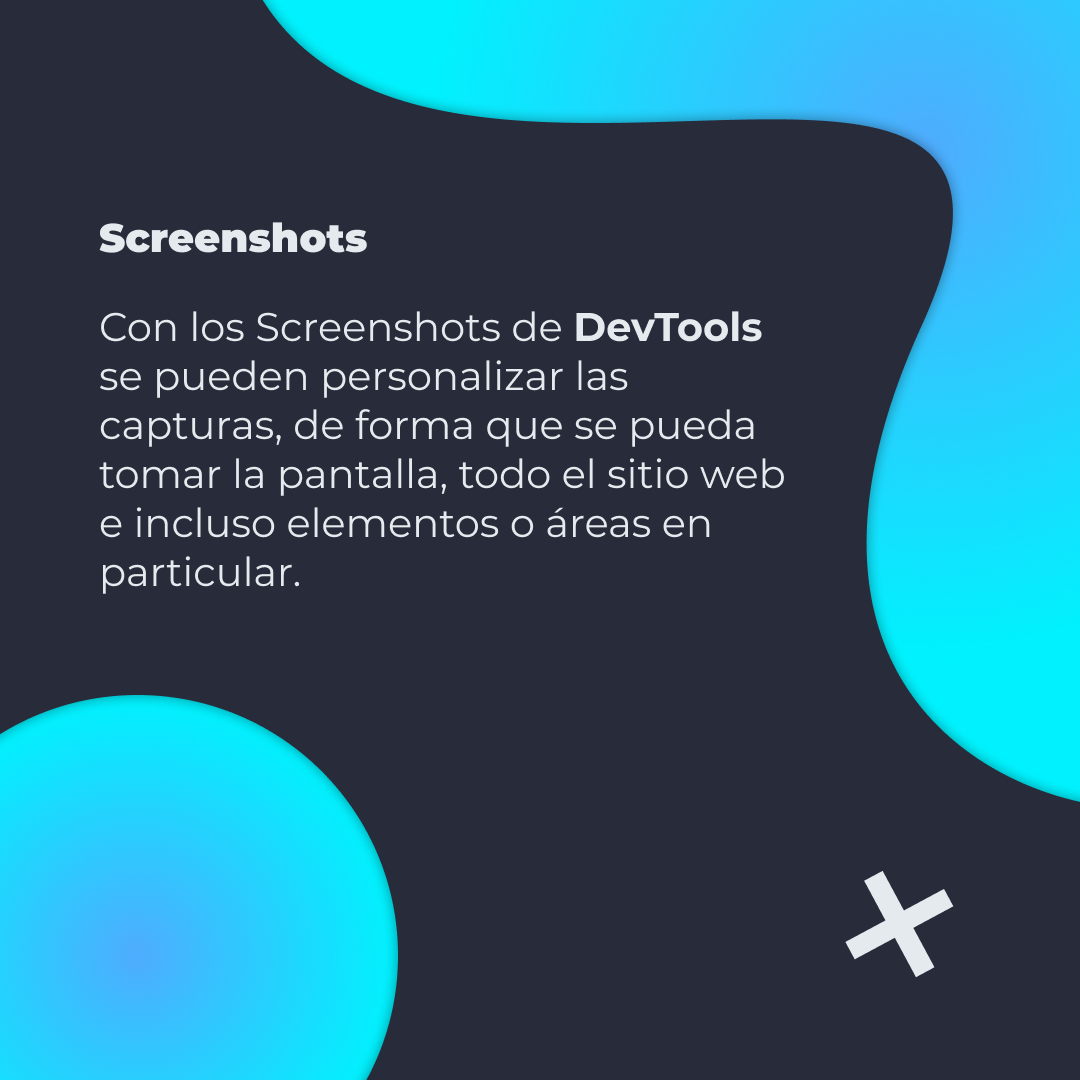 Screenshots
Con los Screenshots de DevTools
se pueden personalizar las
capturas, de forma que se pueda
tomar la pantalla, todo el sitio web
e incluso elementos o áreas en
particular.